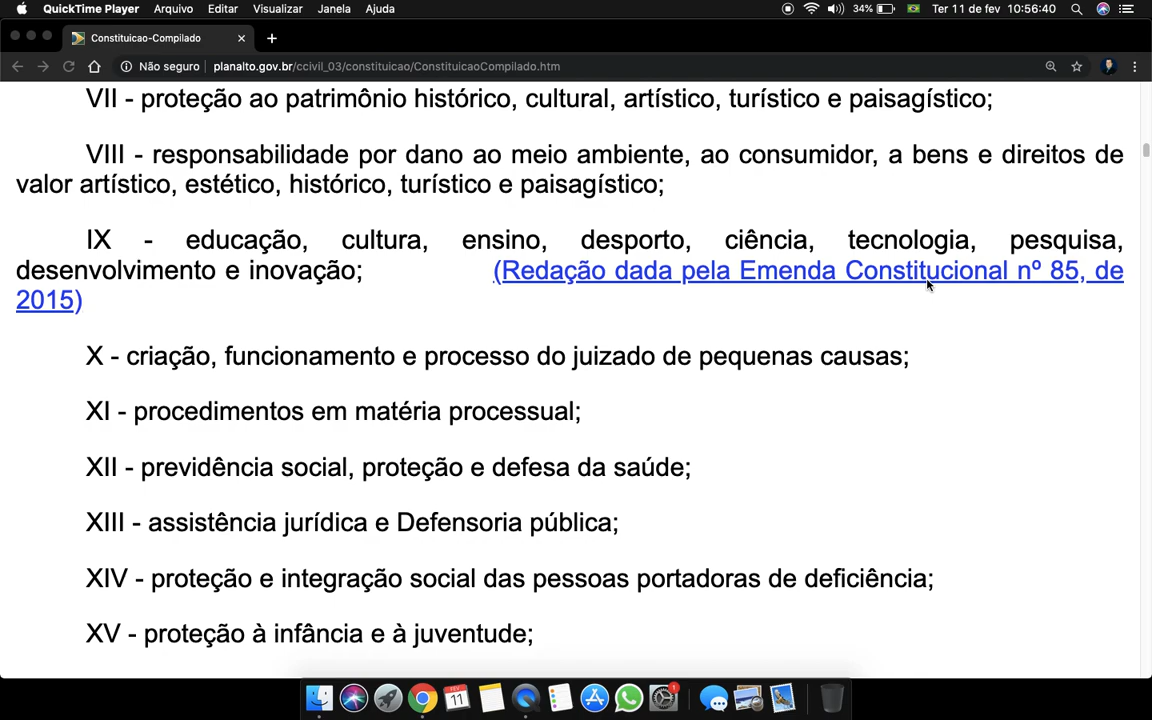 QuickTime Player Arquivo Editar Visualizar Janela Ajuda 34% Ter 11 de fev 10:56:40
Constituicao-Compilado
Não seguro planalto.gov.br/ccivil_03/constituicao/ConstituicaoCompilado.htm
VII - proteção ao patrimônio histórico, cultural, artístico, turístico e paisagístico;
VIII - responsabilidade por dano ao meio ambiente, ao consumidor, a bens e direitos de
valor artístico, estético, histórico, turístico e paisagístico;
IX - educação, cultura, ensino, desporto, ciência, tecnologia, pesquisa,
desenvolvimento e inovação; (Redação dada pela Emenda Constitucional nº 85, de
2015)
X - criação, funcionamento e processo do juizado de pequenas causas;
XI - procedimentos em matéria processual;
XII - previdência social, proteção e defesa da saúde;
XIII - assistência jurídica e Defensoria pública;
XIV - proteção e integração social das pessoas portadoras de deficiência;
XV - proteção à infância e à juventude;
FEV
11
1